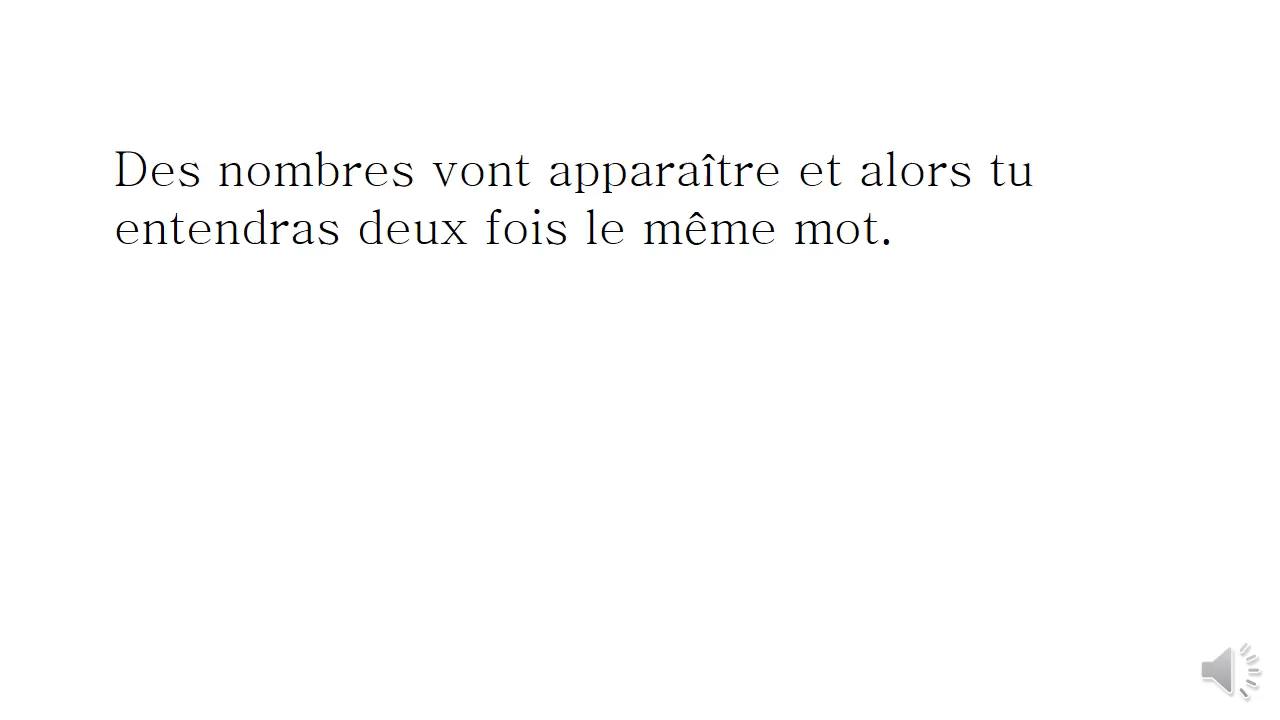 Des nombres vont apparaître et alors tu
entendras deux fois le même mot.